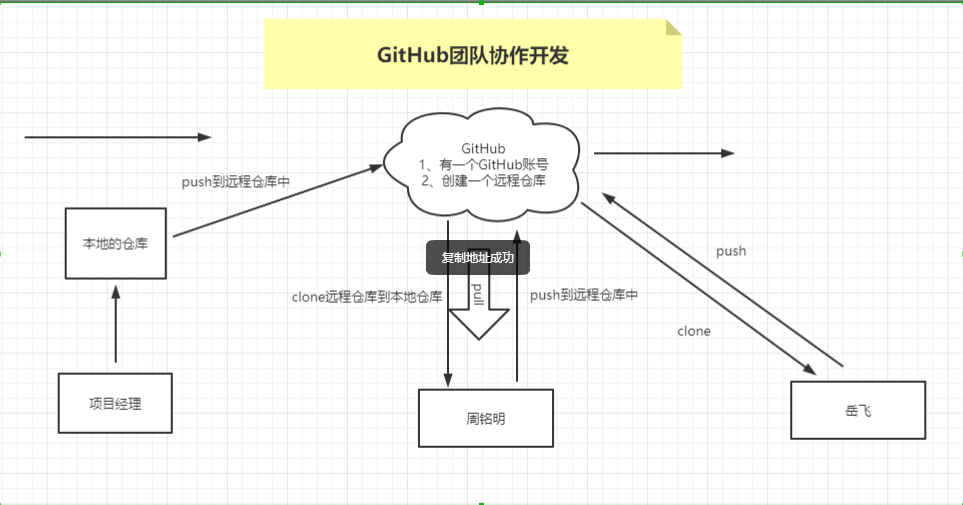 GitHub团队协作开发
GitHub
1、有一个GitHub账号
2、创建一个远程仓库
push到远程仓库中
本地的仓库
复制地址成功
push
pull
clone远程仓库到本地仓库
push到远程仓库中
clone
项目经理
周铭明
岳飞